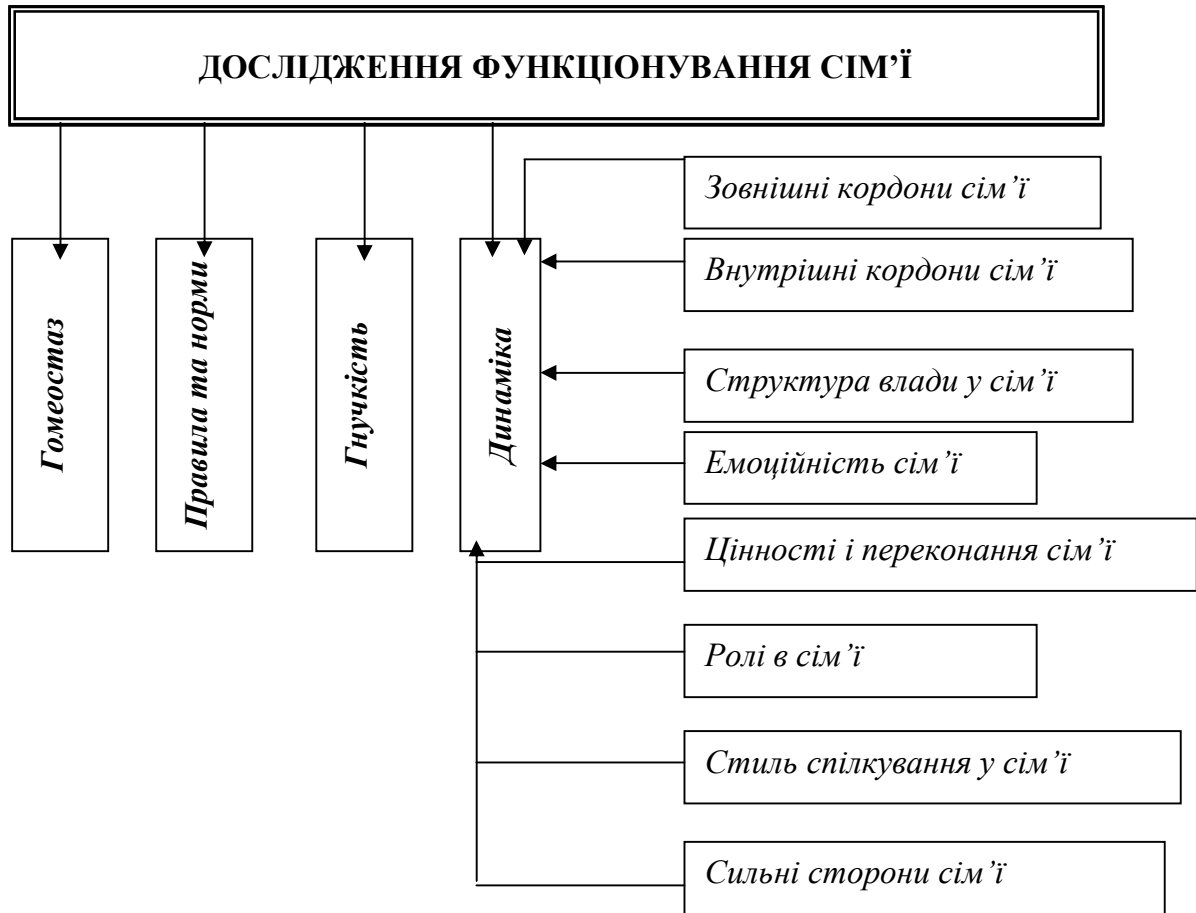 ДОСЛІДЖЕННЯ ФУНКЦІОНУВАННЯ СІМ’Ї
Гомеостаз
Правила та норми
Гнучкість
Динаміка
Зовнішні кордони сім’ї
Внутрішні кордони сім’ї
Структура влади у сім’ї
Емоційність сім’ї
Цінності і переконання сім’ї
Ролі в сім’ї
Стиль спілкування у сім’ї
Сильні сторони сім’ї